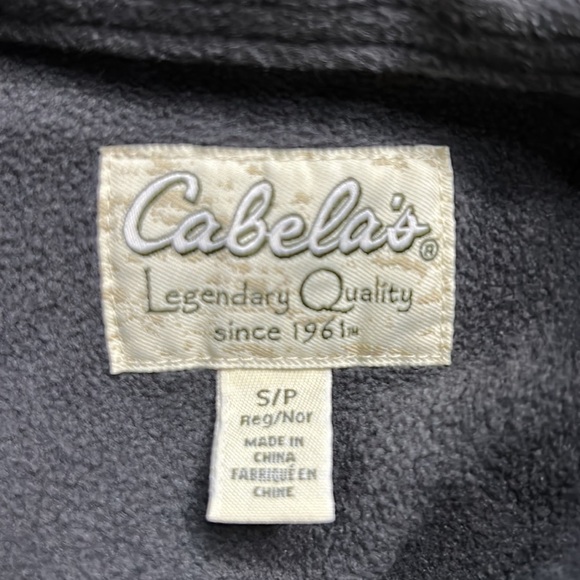 Cabela's®
Legendary Quality
since 1961™
S/P
Reg/Nor
MADE IN
CHINA
FABRIQUÉ EN
CHINE